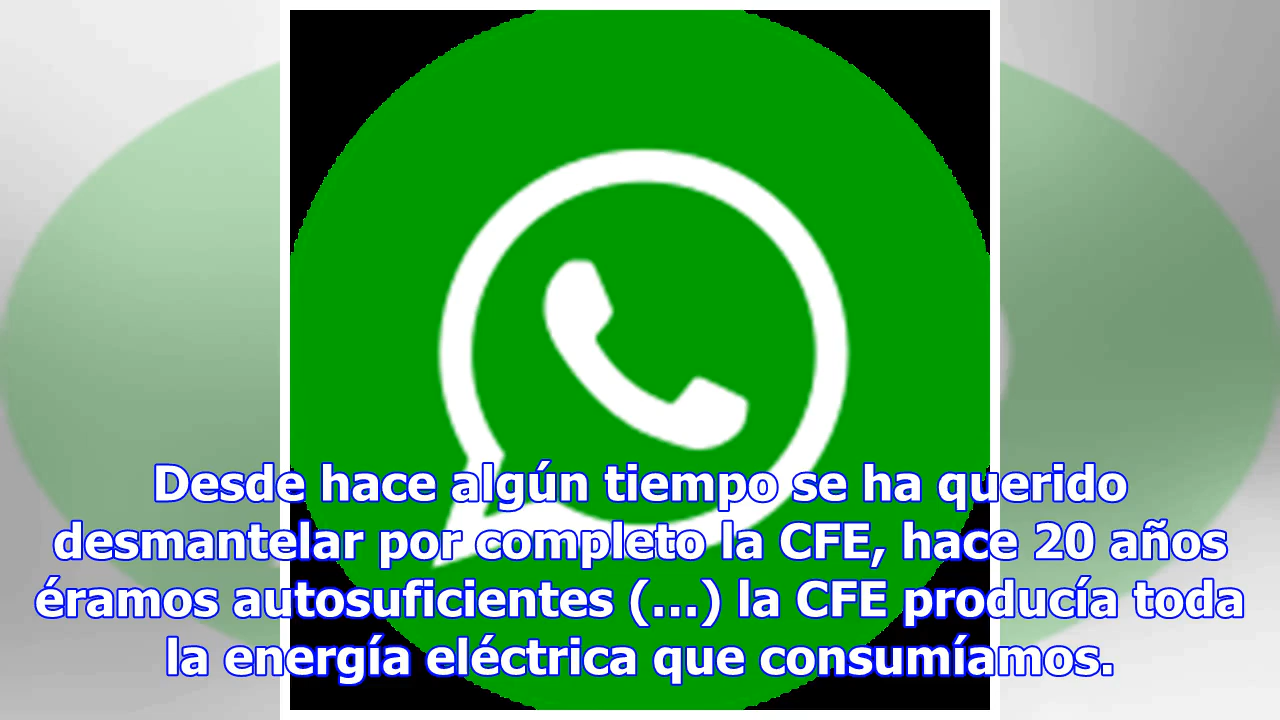 Desde hace algún tiempo se ha querido
desmantelar por completo la CFE, hace 20 años
éramos autosuficientes (...) la CFE producía toda
la energía eléctrica que consumíamos.